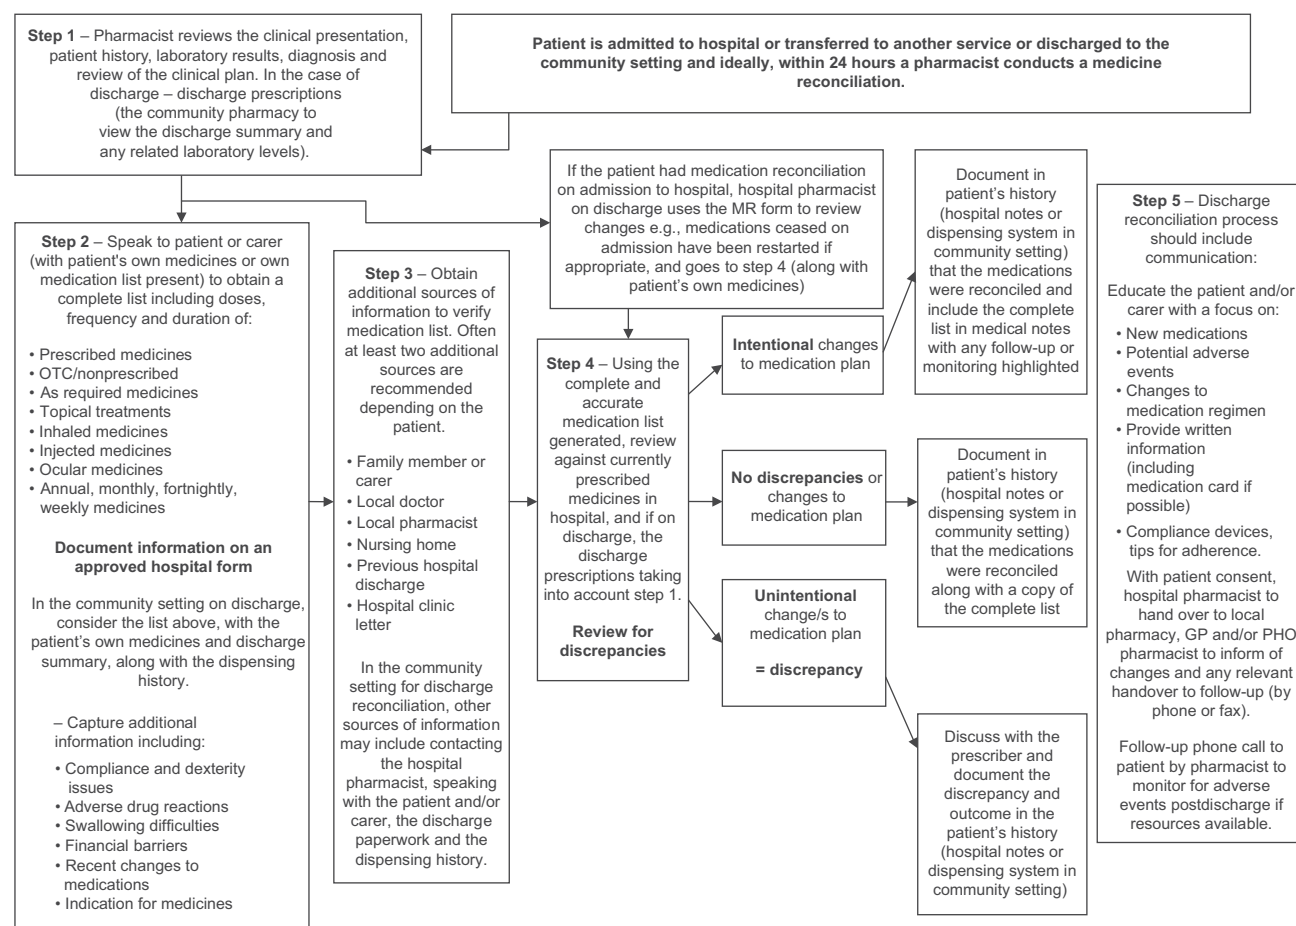 Step 1 – Pharmacist reviews the clinical presentation,
patient history, laboratory results, diagnosis and
review of the clinical plan. In the case of
discharge – discharge prescriptions
(the community pharmacy to
view the discharge summary and
any related laboratory levels).
Patient is admitted to hospital or transferred to another service or discharged to the
community setting and ideally, within 24 hours a pharmacist conducts a medicine
reconciliation.
If the patient had medication reconciliation
on admission to hospital, hospital pharmacist
on discharge uses the MR form to review
changes e.g., medications ceased on
admission have been restarted if
appropriate, and goes to step 4 (along with
patient’s own medicines)
Step 2 – Speak to patient or carer
(with patient's own medicines or own
medication list present) to obtain a
complete list including doses,
frequency and duration of:
• Prescribed medicines
• OTC/nonprescribed
• As required medicines
• Topical treatments
• Inhaled medicines
• Injected medicines
• Ocular medicines
• Annual, monthly, fortnightly,
weekly medicines
Document information on an
approved hospital form
In the community setting on discharge,
consider the list above, with the
patient’s own medicines and discharge
summary, along with the dispensing
history.
– Capture additional
information including:
• Compliance and dexterity
issues
• Adverse drug reactions
• Swallowing difficulties
• Financial barriers
• Recent changes to
medications
• Indication for medicines
Step 3 – Obtain
additional sources of
information to verify
medication list. Often
at least two additional
sources are
recommended
depending on the
patient.
• Family member or
carer
• Local doctor
• Local pharmacist
• Nursing home
• Previous hospital
discharge
• Hospital clinic
letter
In the community
setting for discharge
reconciliation, other
sources of information
may include contacting
the hospital
pharmacist, speaking
with the patient and/or
carer, the discharge
paperwork and the
dispensing history.
Step 4 – Using the
complete and
accurate
medication list
generated, review
against currently
prescribed
medicines in
hospital, and if on
discharge, the
discharge
prescriptions taking
into account step 1.
Review for
discrepancies
Intentional changes
to medication plan
No discrepancies or
changes to
medication plan
Unintentional
change/s to
medication plan
= discrepancy
Document in
patient’s history
(hospital notes or
dispensing system in
community setting)
that the medications
were reconciled and
include the complete
list in medical notes
with any follow-up or
monitoring highlighted
Document in
patient’s history
(hospital notes or
dispensing system in
community setting)
that the medications
were reconciled
along with a copy of
the complete list
Discuss with the
prescriber and
document the
discrepancy and
outcome in the
patient’s history
(hospital notes or
dispensing system in
community setting)
Step 5 – Discharge
reconciliation process
should include
communication:
Educate the patient and/or
carer with a focus on:
• New medications
• Potential adverse
events
• Changes to
medication regimen
• Provide written
information
(including
medication card if
possible)
• Compliance devices,
tips for adherence.
With patient consent,
hospital pharmacist to
hand over to local
pharmacy, GP and/or PHO
pharmacist to inform of
changes and any relevant
handover to follow-up (by
phone or fax).
Follow-up phone call to
patient by pharmacist to
monitor for adverse
events postdischarge if
resources available.